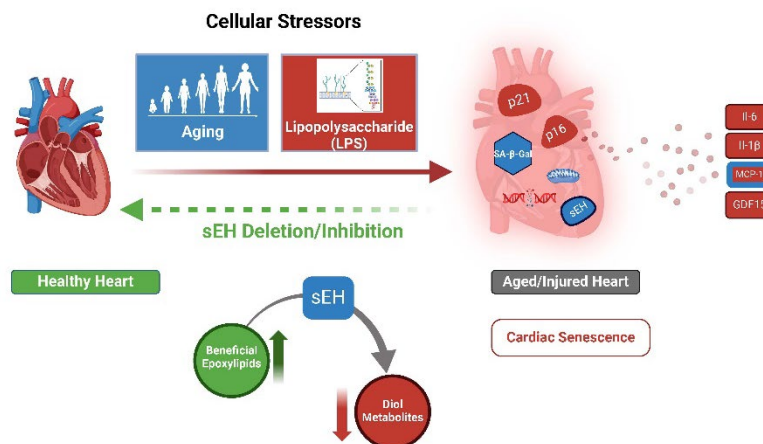 Cellular Stressors
Aging
Lipopolysaccharide
(LPS)
sEH Deletion/Inhibition
p21
p16
SA-β-Gal
sEH
Il-6
Il-1β
MCP-1
GDF15
Healthy Heart
Aged/Injured Heart
Cardiac Senescence
sEH
Beneficial
Epoxylipids
Diol
Metabolites